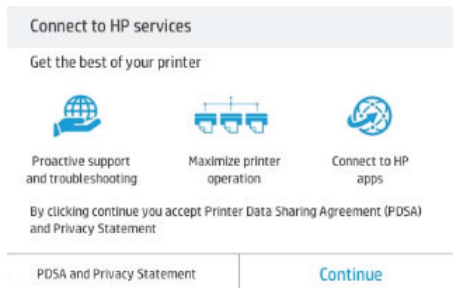 Connect to HP services
Get the best of your printer
Proactive support
and troubleshooting
Maximize printer
operation
Connect to HP
apps
By clicking continue you accept Printer Data Sharing Agreement (PDSA)
and Privacy Statement
PDSA and Privacy Statement
Continue